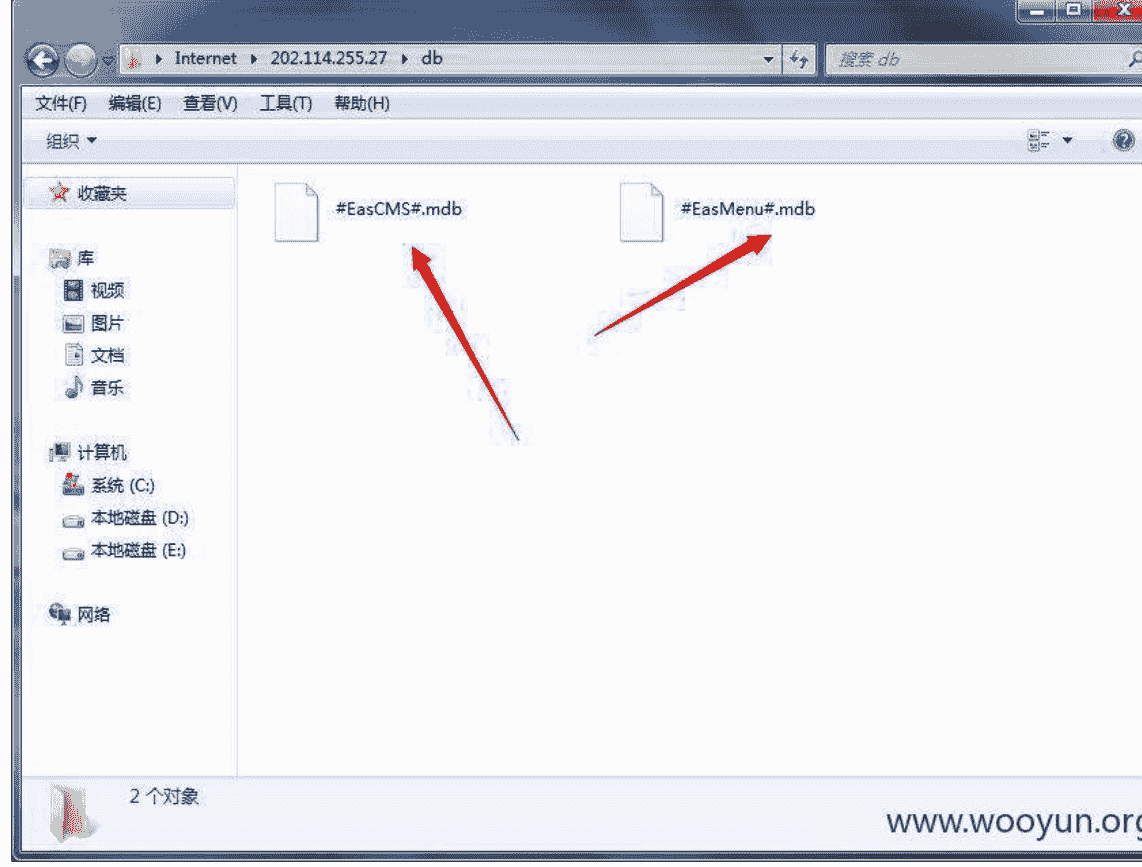 Internet 202.114.255.27 db
搜索 db
文件(F) 编辑(E) 查看(V) 工具(T) 帮助(H)
组织
收藏夹
#EasCMS#.mdb
#EasMenu#.mdb
库
视频
图片
文档
音乐
计算机
系统 (C:)
本地磁盘 (D:)
本地磁盘 (E:)
网络
2 个对象
www.wooyun.org